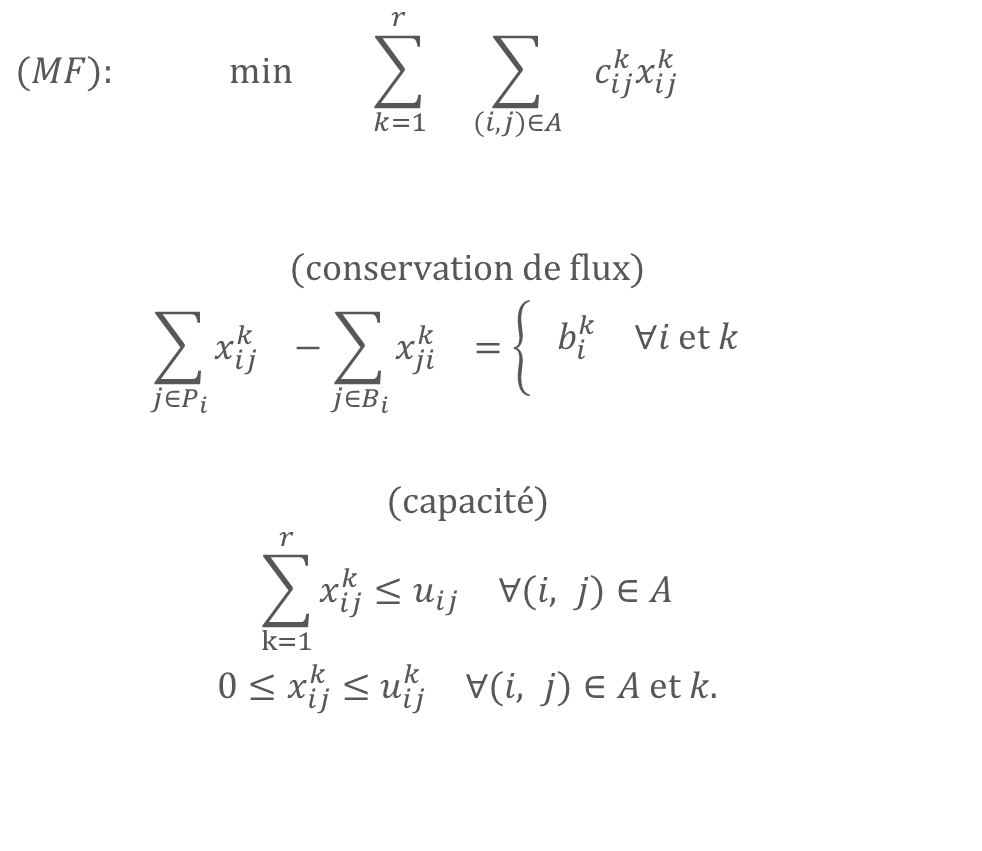 (MF): min ∑_{k=1}^{r} ∑_{(i,j)∈A} c_{ij}^{k} x_{ij}^{k}
(conservation de flux)
∑_{j∈P_i} x_{ij}^{k} − ∑_{j∈B_i} x_{ji}^{k} = { b_i^k ∀i et k
(capacité)
∑_{k=1}^{r} x_{ij}^{k} ≤ u_{ij} ∀(i, j) ∈ A
0 ≤ x_{ij}^{k} ≤ u_{ij}^{k} ∀(i, j) ∈ A et k.